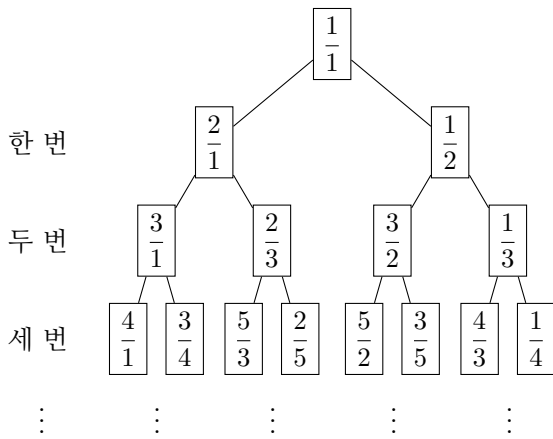 1/1
한 번 2/1 1/2
두 번 3/1 2/3 3/2 1/3
세 번 4/1 3/4 5/3 2/5 5/2 3/5 4/3 1/4
⋮ ⋮ ⋮ ⋮ ⋮